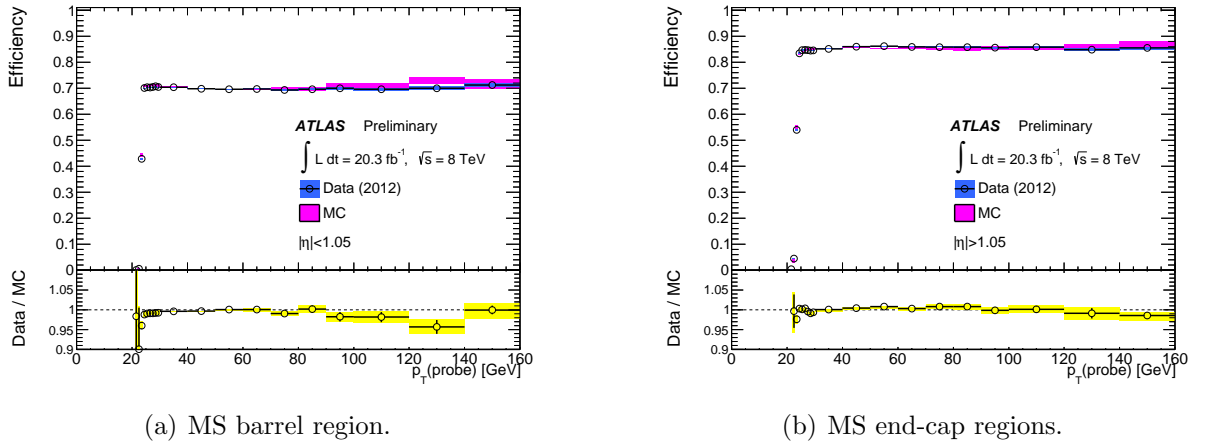 Efficiency
1
0.9
0.8
0.7
0.6
0.5
0.4
0.3
0.2
0.1
0
ATLAS Preliminary
∫ L dt = 20.3 fb⁻¹, √s = 8 TeV
Data (2012)
MC
|η|<1.05
Data / MC
1.05
1
0.95
0.9
0 20 40 60 80 100 120 140 160
p_T(probe) [GeV]
(a) MS barrel region.
Efficiency
1
0.9
0.8
0.7
0.6
0.5
0.4
0.3
0.2
0.1
0
ATLAS Preliminary
∫ L dt = 20.3 fb⁻¹, √s = 8 TeV
Data (2012)
MC
|η|>1.05
Data / MC
1.05
1
0.95
0.9
0 20 40 60 80 100 120 140 160
p_T(probe) [GeV]
(b) MS end-cap regions.